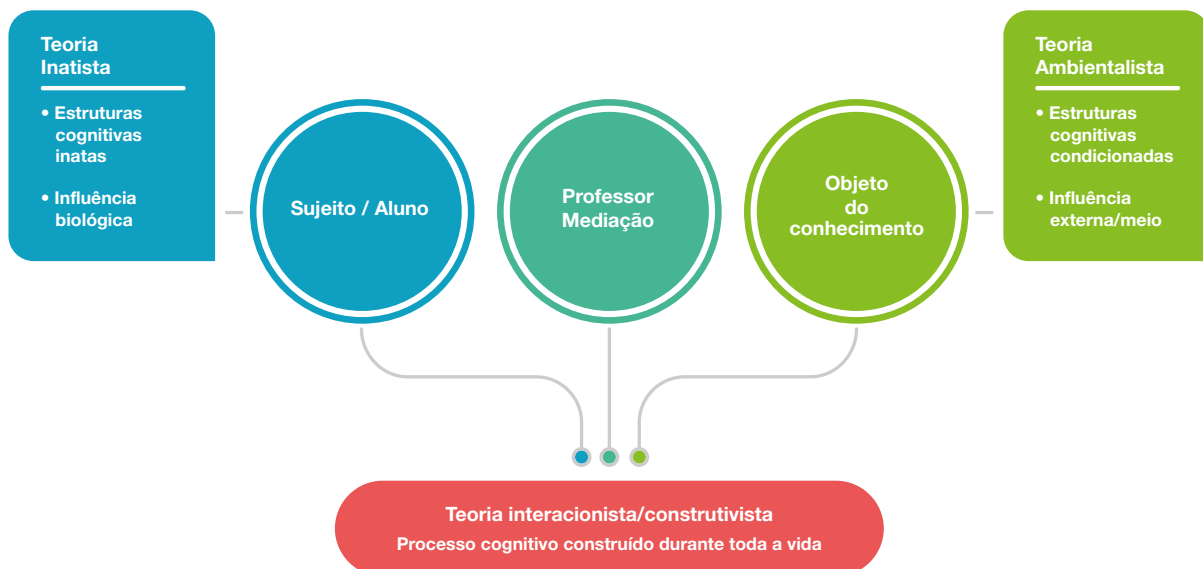 Teoria
Inatista
• Estruturas
cognitivas
inatas
• Influência
biológica
Sujeito / Aluno
Professor
Mediação
Objeto
do
conhecimento
Teoria
Ambientalista
• Estruturas
cognitivas
condicionadas
• Influência
externa/meio
Teoria interacionista/construtivista
Processo cognitivo construído durante toda a vida